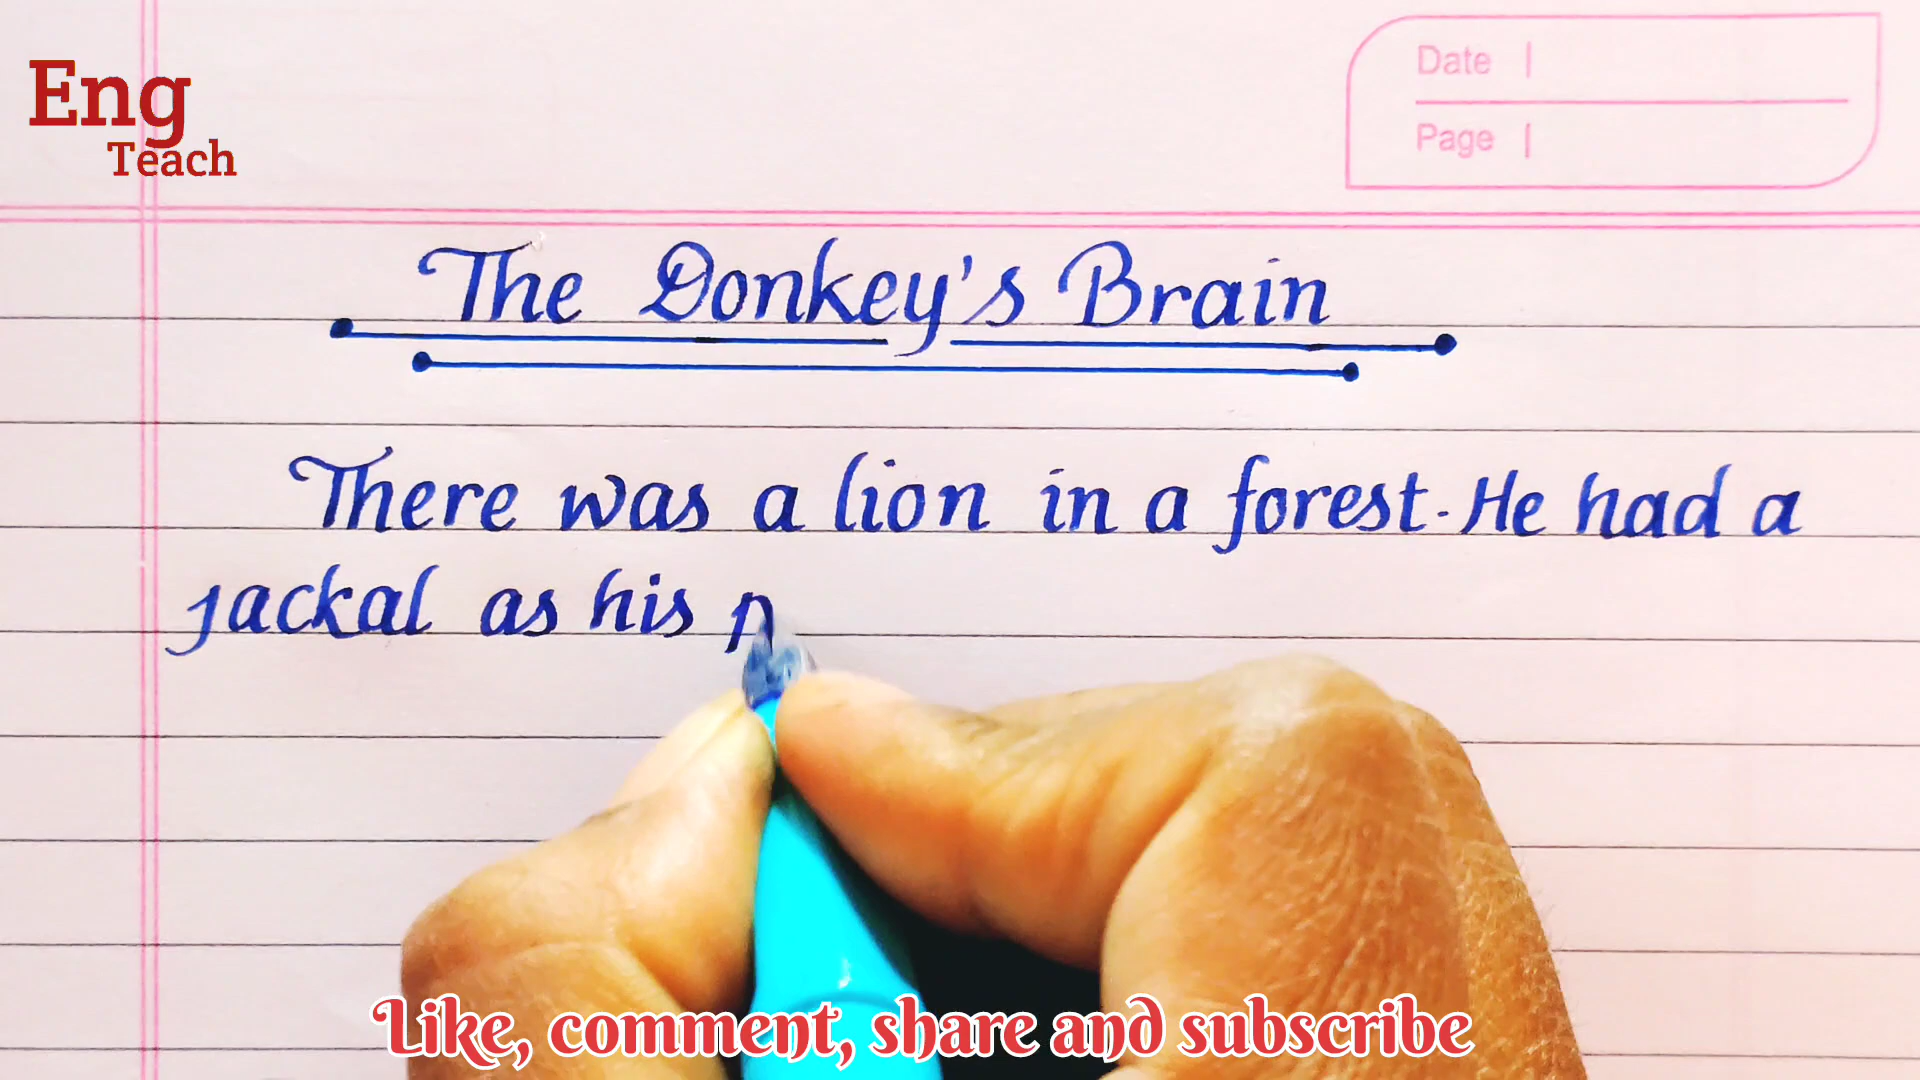 Eng
Teach
Date
Page
The Donkey's Brain
There was a lion in a forest. He had a
jackal as his p
Like, comment, share and subscribe